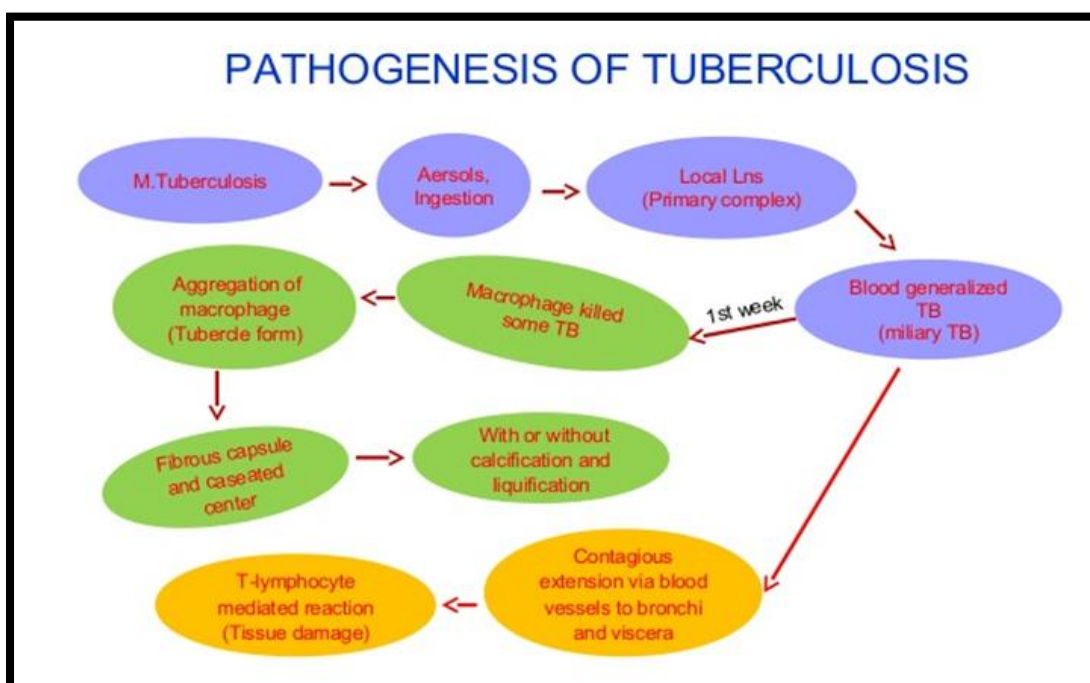 PATHOGENESIS OF TUBERCULOSIS
M.Tuberculosis
Aersols,
Ingestion
Local Lns
(Primary complex)
Blood generalized
TB
(miliary TB)
1st week
Macrophage killed
some TB
Aggregation of
macrophage
(Tubercle form)
Fibrous capsule
and caseated
center
With or without
calcification and
liquification
Contagious
extension via blood
vessels to bronchi
and viscera
T-lymphocyte
mediated reaction
(Tissue damage)